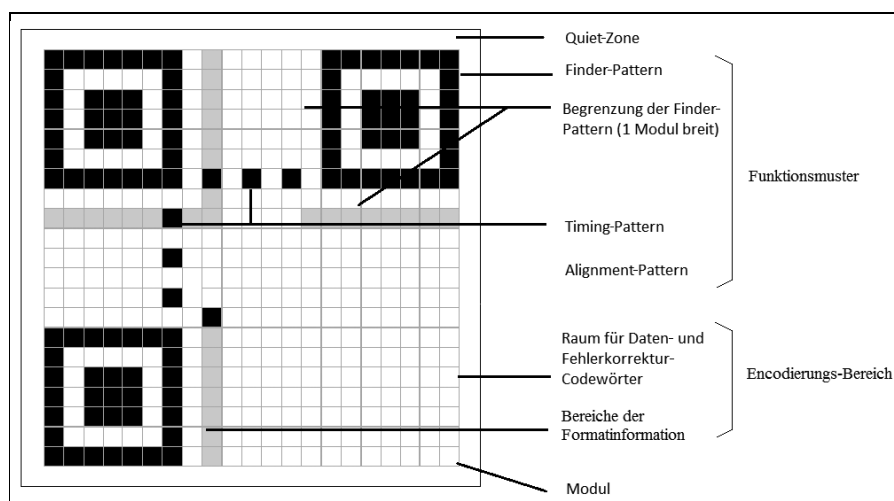 Quiet-Zone
Finder-Pattern
Begrenzung der Finder-
Pattern (1 Modul breit)
Funktionsmuster
Timing-Pattern
Alignment-Pattern
Raum für Daten- und
Fehlerkorrektur-
Codewörter
Encodierungs-Bereich
Bereiche der
Formatinformation
Modul